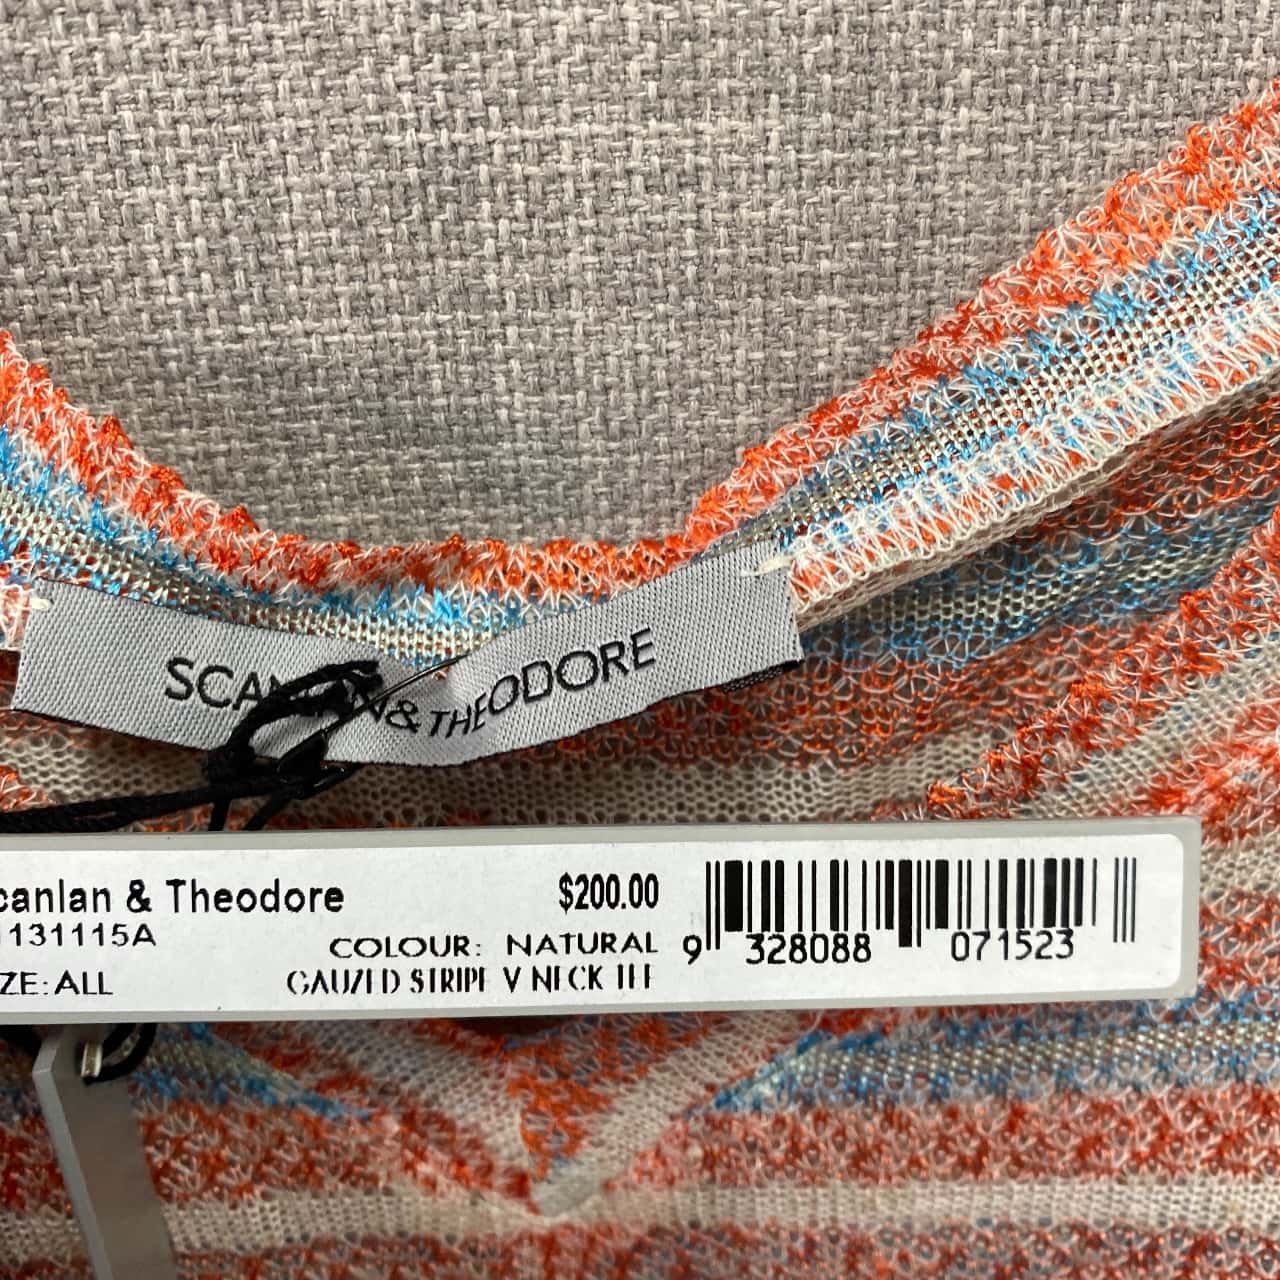 SCANLAN & THEODORE
canlan & Theodore
131115A
ZE: ALL
$200.00
COLOUR: NATURAL
GAUZED STRIPE V NECK TEE
9 328088 071523